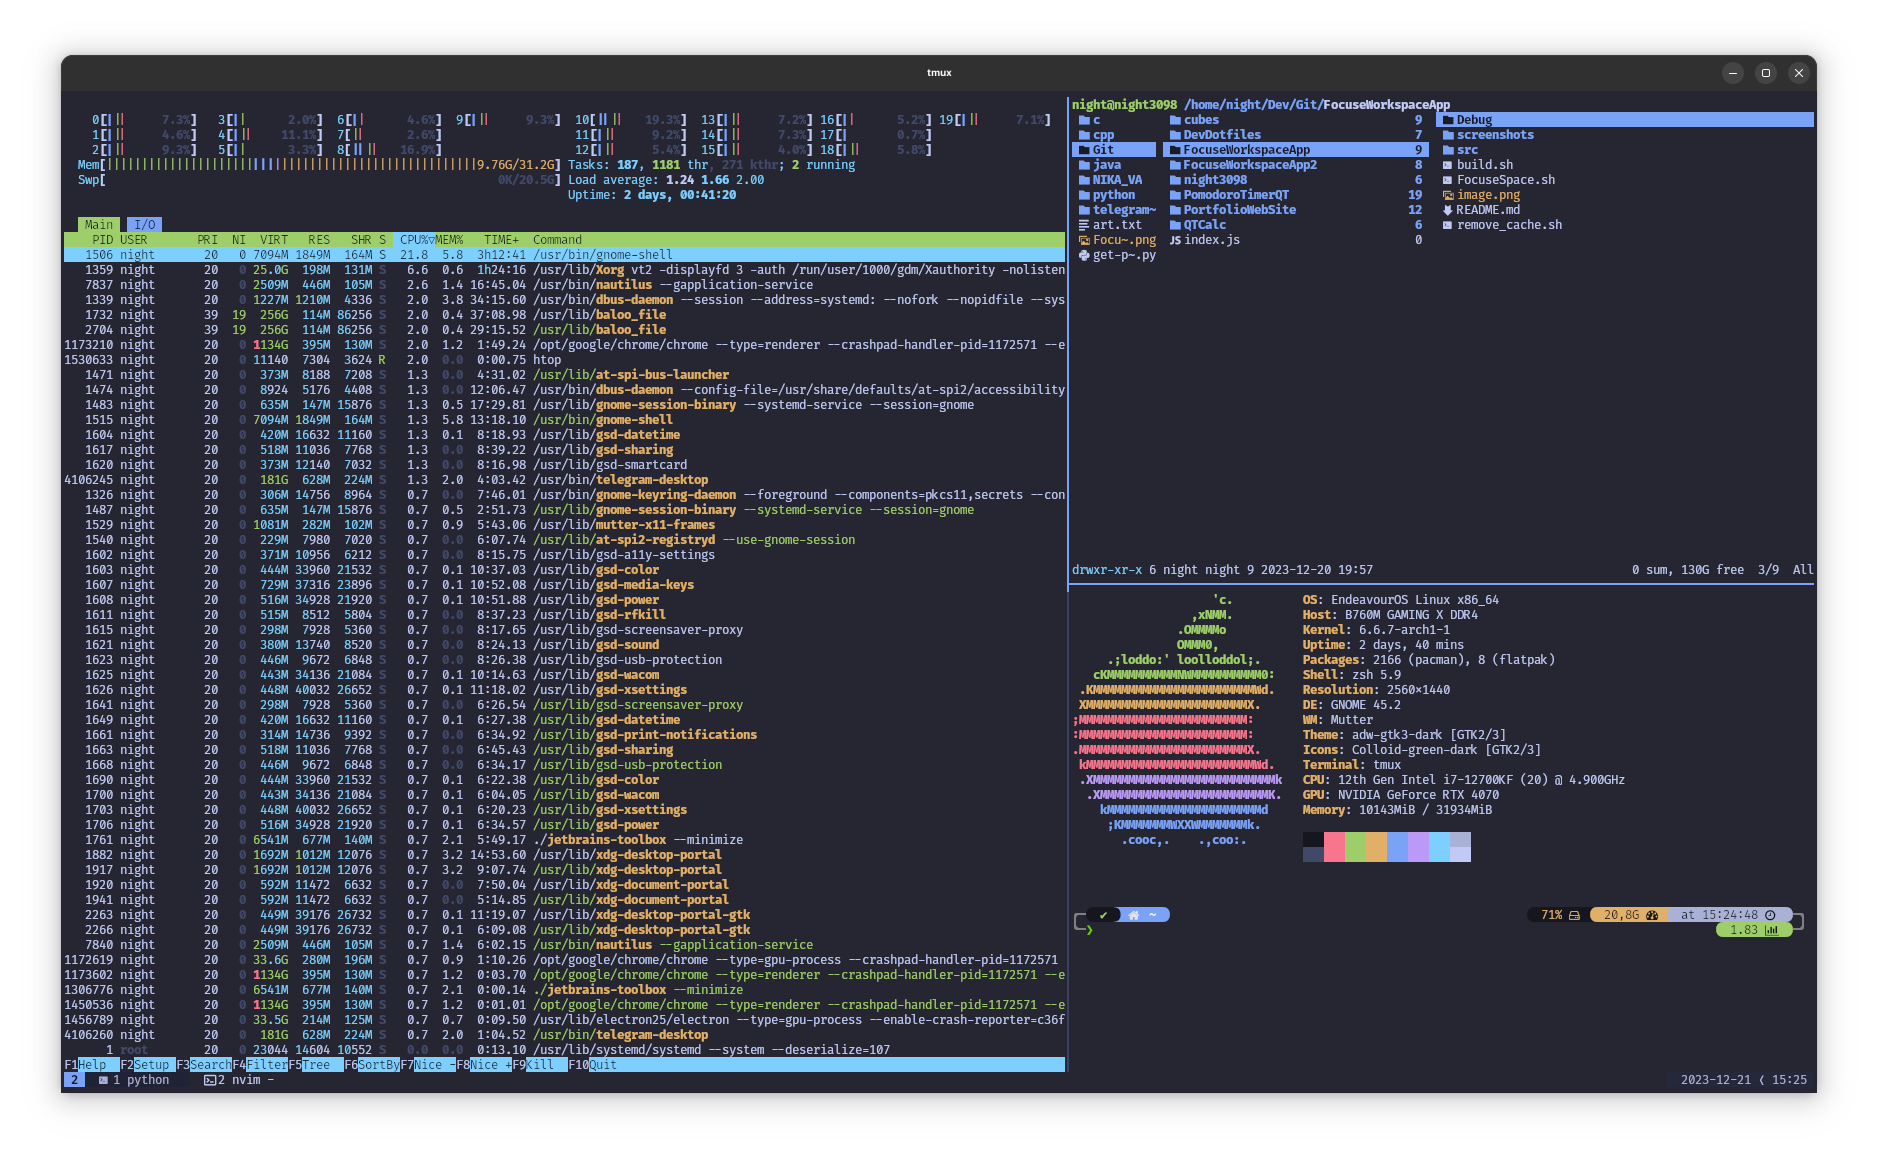 tmux
0[|||   7.3%]   3[||   2.0%]   6[||   4.6%]   9[|||   9.3%]   10[||||   19.3%]   13[|||   7.2%]   16[|||   5.2%]   19[|||   7.1%]
1[|||   4.6%]   4[|||   11.1%]   7[||   2.6%]   11[|||   9.2%]   14[|||   7.3%]   17[|   0.7%]
2[|||   9.3%]   5[||   3.3%]   8[||||   16.9%]   12[|||   5.4%]   15[|||   4.0%]   18[|||   5.8%]
Mem[9.76G/31.2G]   Tasks: 187, 1181 thr, 271 kthr; 2 running
Swp[0K/20.5G]   Load average: 1.24 1.66 2.00
Uptime: 2 days, 00:41:20
Main   I/O
PID USER PRI NI VIRT RES SHR S CPU%▽MEM% TIME+ Command
1506 night 20 0 7094M 1849M 164M S 21.8 5.8 3h12:41 /usr/bin/gnome-shell
1359 night 20 0 25.0G 198M 131M S 6.6 0.6 1h24:16 /usr/lib/Xorg vt2 -displayfd 3 -auth /run/user/1000/gdm/Xauthority -nolisten
7837 night 20 0 2509M 446M 105M S 2.6 1.4 16:45.04 /usr/bin/nautilus --gapplication-service
1339 night 20 0 1227M 1210M 4336 S 2.0 3.8 34:15.60 /usr/bin/dbus-daemon --session --address=systemd: --nofork --nopidfile --sys
1732 night 39 19 256G 114M 86256 S 2.0 0.4 37:08.98 /usr/lib/baloo_file
2704 night 39 19 256G 114M 86256 S 2.0 0.4 29:15.52 /usr/lib/baloo_file
1173210 night 20 0 1134G 395M 130M S 2.0 1.2 1:49.24 /opt/google/chrome/chrome --type=renderer --crashpad-handler-pid=1172571 --e
1530633 night 20 0 11140 7304 3624 R 2.0 0.0 0:00.75 htop
1471 night 20 0 373M 8188 7208 S 1.3 0.0 4:31.02 /usr/lib/at-spi-bus-launcher
1474 night 20 0 8924 5176 4408 S 1.3 0.0 12:06.47 /usr/bin/dbus-daemon --config-file=/usr/share/defaults/at-spi2/accessibility
1483 night 20 0 635M 147M 15876 S 1.3 0.5 17:29.81 /usr/lib/gnome-session-binary --systemd-service --session=gnome
1515 night 20 0 7094M 1849M 164M S 1.3 5.8 13:18.10 /usr/bin/gnome-shell
1604 night 20 0 420M 16632 11160 S 1.3 0.1 8:18.93 /usr/lib/gsd-datetime
1617 night 20 0 518M 11036 7768 S 1.3 0.0 8:39.22 /usr/lib/gsd-sharing
1620 night 20 0 373M 12140 7032 S 1.3 0.0 8:16.98 /usr/lib/gsd-smartcard
4106245 night 20 0 181G 628M 224M S 1.3 2.0 4:03.42 /usr/bin/telegram-desktop
1326 night 20 0 306M 14756 8964 S 0.7 0.0 7:46.01 /usr/bin/gnome-keyring-daemon --foreground --components=pkcs11,secrets --con
1487 night 20 0 635M 147M 15876 S 0.7 0.5 2:51.73 /usr/lib/gnome-session-binary --systemd-service --session=gnome
1529 night 20 0 1081M 282M 102M S 0.7 0.9 5:43.06 /usr/lib/mutter-x11-frames
1540 night 20 0 229M 7980 7020 S 0.7 0.0 6:07.74 /usr/lib/at-spi2-registryd --use-gnome-session
1602 night 20 0 371M 10956 6212 S 0.7 0.0 8:15.75 /usr/lib/gsd-a11y-settings
1603 night 20 0 444M 33960 21532 S 0.7 0.1 10:37.03 /usr/lib/gsd-color
1607 night 20 0 729M 37316 23896 S 0.7 0.1 10:52.08 /usr/lib/gsd-media-keys
1608 night 20 0 516M 34928 21920 S 0.7 0.1 10:51.88 /usr/lib/gsd-power
1611 night 20 0 515M 8512 5804 S 0.7 0.0 8:37.23 /usr/lib/gsd-rfkill
1615 night 20 0 298M 7928 5360 S 0.7 0.0 8:17.65 /usr/lib/gsd-screensaver-proxy
1621 night 20 0 380M 13740 8520 S 0.7 0.0 8:24.13 /usr/lib/gsd-sound
1623 night 20 0 446M 9672 6848 S 0.7 0.0 8:26.38 /usr/lib/gsd-usb-protection
1625 night 20 0 443M 34136 21084 S 0.7 0.1 10:14.63 /usr/lib/gsd-wacom
1626 night 20 0 448M 40032 26652 S 0.7 0.1 11:18.02 /usr/lib/gsd-xsettings
1641 night 20 0 298M 7928 5360 S 0.7 0.0 6:26.54 /usr/lib/gsd-screensaver-proxy
1649 night 20 0 420M 16632 11160 S 0.7 0.1 6:27.38 /usr/lib/gsd-datetime
1661 night 20 0 314M 14736 9392 S 0.7 0.0 6:34.92 /usr/lib/gsd-print-notifications
1663 night 20 0 518M 11036 7768 S 0.7 0.0 6:45.43 /usr/lib/gsd-sharing
1668 night 20 0 446M 9672 6848 S 0.7 0.0 6:34.17 /usr/lib/gsd-usb-protection
1690 night 20 0 444M 33960 21532 S 0.7 0.1 6:22.38 /usr/lib/gsd-color
1700 night 20 0 443M 34136 21084 S 0.7 0.1 6:04.05 /usr/lib/gsd-wacom
1703 night 20 0 448M 40032 26652 S 0.7 0.1 6:20.23 /usr/lib/gsd-xsettings
1706 night 20 0 516M 34928 21920 S 0.7 0.1 6:34.57 /usr/lib/gsd-power
1761 night 20 0 6541M 677M 140M S 0.7 2.1 5:49.17 ./jetbrains-toolbox --minimize
1882 night 20 0 1692M 1012M 12076 S 0.7 3.2 14:53.60 /usr/lib/xdg-desktop-portal
1917 night 20 0 1692M 1012M 12076 S 0.7 3.2 9:07.74 /usr/lib/xdg-desktop-portal
1920 night 20 0 592M 11472 6632 S 0.7 0.0 7:50.04 /usr/lib/xdg-document-portal
1941 night 20 0 592M 11472 6632 S 0.7 0.0 5:14.85 /usr/lib/xdg-document-portal
2263 night 20 0 449M 39176 26732 S 0.7 0.1 11:19.07 /usr/lib/xdg-desktop-portal-gtk
2266 night 20 0 449M 39176 26732 S 0.7 0.1 6:09.08 /usr/lib/xdg-desktop-portal-gtk
7840 night 20 0 2509M 446M 105M S 0.7 1.4 6:02.15 /usr/bin/nautilus --gapplication-service
1172619 night 20 0 33.6G 280M 196M S 0.7 0.9 1:10.26 /opt/google/chrome/chrome --type=gpu-process --crashpad-handler-pid=1172571
1173602 night 20 0 1134G 395M 130M S 0.7 1.2 0:03.70 /opt/google/chrome/chrome --type=renderer --crashpad-handler-pid=1172571 --e
1306776 night 20 0 6541M 677M 140M S 0.7 2.1 0:00.14 ./jetbrains-toolbox --minimize
1450536 night 20 0 1134G 395M 130M S 0.7 1.2 0:01.01 /opt/google/chrome/chrome --type=renderer --crashpad-handler-pid=1172571 --e
1456789 night 20 0 33.5G 214M 125M S 0.7 0.7 0:09.50 /usr/lib/electron25/electron --type=gpu-process --enable-crash-reporter=c36f
4106260 night 20 0 181G 628M 224M S 0.7 2.0 1:04.52 /usr/bin/telegram-desktop
1 root 20 0 23044 14604 10552 S 0.0 0.0 0:13.10 /usr/lib/systemd/systemd --system --deserialize=107
F1Help F2Setup F3SearchF4FilterF5Tree F6SortByF7Nice -F8Nice +F9Kill F10Quit
night@night3098 /home/night/Dev/Git/FocuseWorkspaceApp
c   cubes 9   Debug
cpp   DevDotfiles 7   screenshots
Git   FocuseWorkspaceApp 9   src
java   FocuseWorkspaceApp2 8   build.sh
NIKA_VA   night3098 6   FocuseSpace.sh
python   PomodoroTimerQT 19   image.png
telegram~   PortfolioWebSite 12   README.md
art.txt   QTCalc 6   remove_cache.sh
Focu~.png   JS index.js 0
get-p~.py
drwxr-xr-x 6 night night 9 2023-12-20 19:57   0 sum, 130G free 3/9 All
'c.   OS: EndeavourOS Linux x86_64
,xNMM.   Host: B760M GAMING X DDR4
.OMMMMo   Kernel: 6.6.7-arch1-1
OMMM0,   Uptime: 2 days, 40 mins
.;loddo:' loolloddol;.   Packages: 2166 (pacman), 8 (flatpak)
cKMMMMMMMMMMNWMMMMMMMMMM0:   Shell: zsh 5.9
.KMMMMMMMMMMMMMMMMMMMMMMMWd.   Resolution: 2560x1440
XMMMMMMMMMMMMMMMMMMMMMMMX.   DE: GNOME 45.2
;MMMMMMMMMMMMMMMMMMMMMMMM:   WM: Mutter
:MMMMMMMMMMMMMMMMMMMMMMMM:   Theme: adw-gtk3-dark [GTK2/3]
.MMMMMMMMMMMMMMMMMMMMMMMMX.   Icons: Colloid-green-dark [GTK2/3]
kMMMMMMMMMMMMMMMMMMMMMMMMWd.   Terminal: tmux
.XMMMMMMMMMMMMMMMMMMMMMMMMMMk   CPU: 12th Gen Intel i7-12700KF (20) @ 4.900GHz
.XMMMMMMMMMMMMMMMMMMMMMMMMK.   GPU: NVIDIA GeForce RTX 4070
kMMMMMMMMMMMMMMMMMMMMMMd   Memory: 10143MiB / 31934MiB
;KMMMMMMMWXXWMMMMMMMk.
.cooc,.    .,coo:.
✔   ~   71%   20,8G   at 15:24:48
❯   1.83
2   1 python   2 nvim -   2023-12-21 ⟨ 15:25